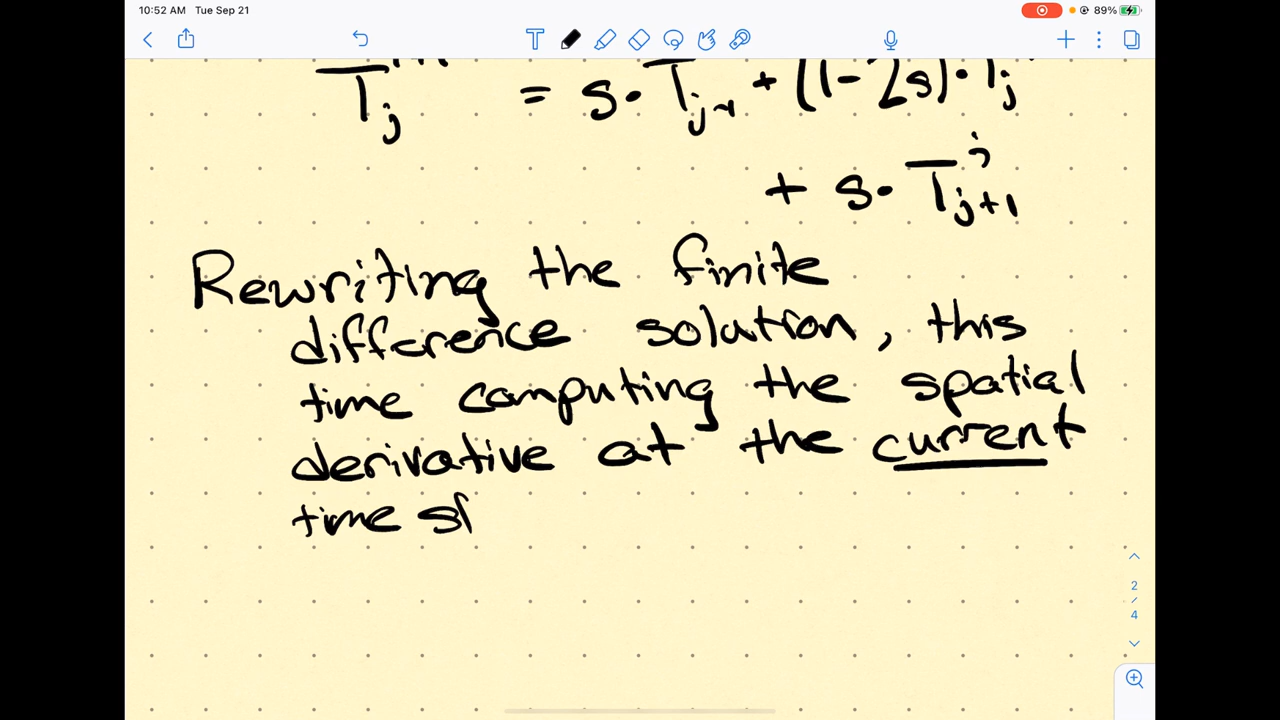 10:52 AM Tue Sep 21
89%
= s · T_{j-1} + (1-2s) · T_j
T_j
+ s · T_{j+1}
Rewriting the finite
difference solution, this
time computing the spatial
derivative at the current
time
2
/
4